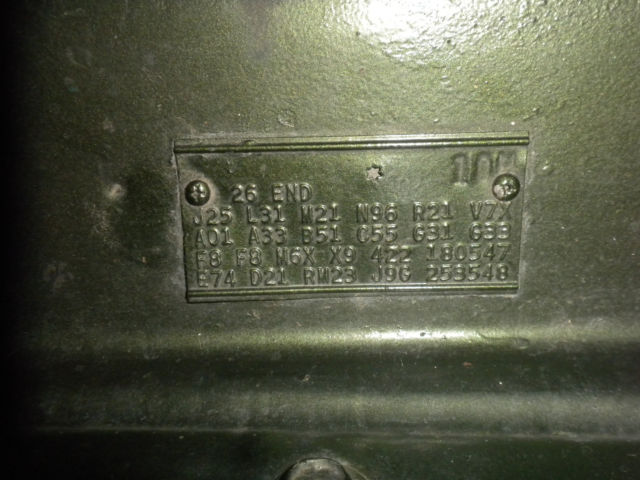 26 END
J25 L31 M21 N96 R21 V7X
A01 A33 B51 C55 G31 G33
F8 F8 M6X X9 422 180547
E74 D21 RM23 J9G 258548